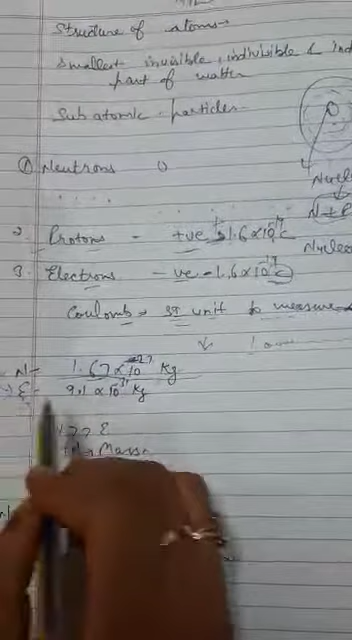 Structure of atoms
Smallest invisible, indivisible & ind
part of matter
Sub atomic particles
① Neutrons 0
2. Protons - +ve 1.6 x 10^-19 C
N + P
3. Electrons - ve - 1.6 x 10^-19 C
Coulomb → SI unit to measure
N - 1.67 x 10^-27 Kg
E - 9.1 x 10^-31 Kg
Mass